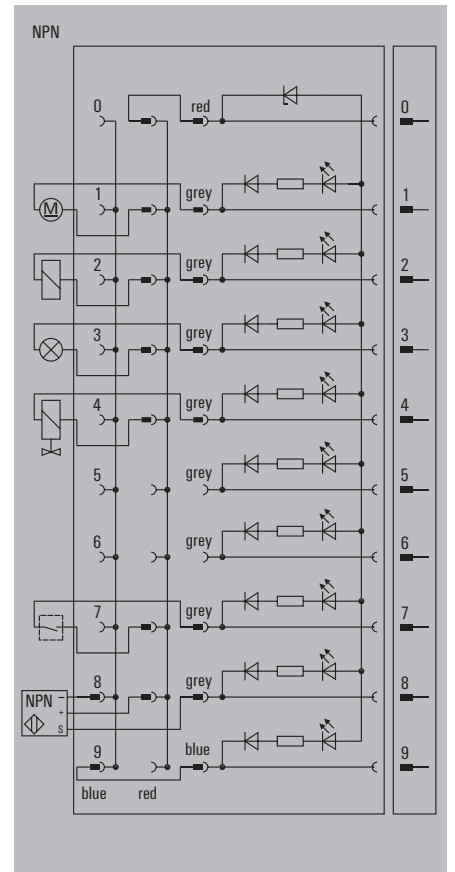 NPN
0 red 0
1 grey 1
M
2 grey 2
3 grey 3
4 grey 4
5 grey 5
6 grey 6
7 grey 7
8 grey 8
NPN –
+
S
9 blue 9
blue red